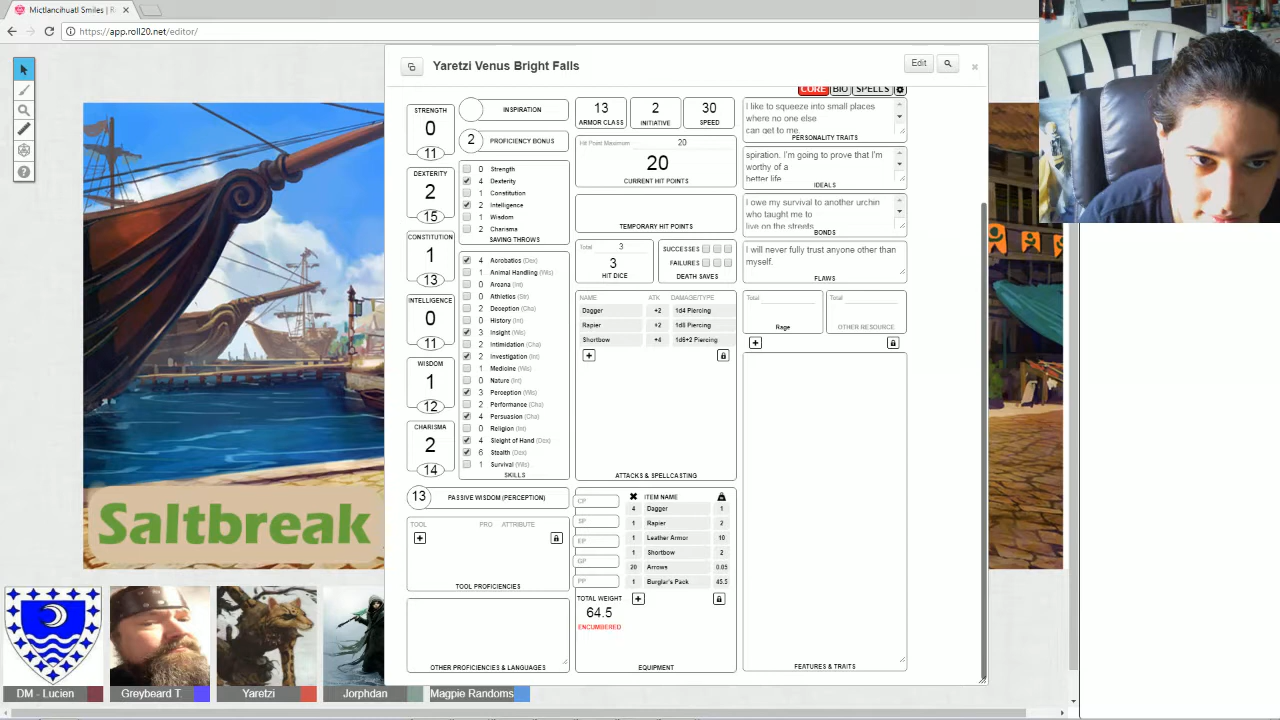 Mictlancihuatl Smiles | R
https://app.roll20.net/editor/
Yaretzi Venus Bright Falls
Edit
CORE BIO SPELLS
STRENGTH
0
11
DEXTERITY
2
15
CONSTITUTION
1
13
INTELLIGENCE
0
11
WISDOM
1
12
CHARISMA
2
14
INSPIRATION
2 PROFICIENCY BONUS
0 Strength
4 Dexterity
1 Constitution
2 Intelligence
1 Wisdom
2 Charisma
SAVING THROWS
4 Acrobatics (Dex)
1 Animal Handling (Wis)
0 Arcana (Int)
0 Athletics (Str)
2 Deception (Cha)
0 History (Int)
3 Insight (Wis)
2 Intimidation (Cha)
2 Investigation (Int)
1 Medicine (Wis)
0 Nature (Int)
3 Perception (Wis)
2 Performance (Cha)
4 Persuasion (Cha)
0 Religion (Int)
4 Sleight of Hand (Dex)
6 Stealth (Dex)
1 Survival (Wis)
SKILLS
13 PASSIVE WISDOM (PERCEPTION)
TOOL PRO ATTRIBUTE
TOOL PROFICIENCIES
OTHER PROFICIENCIES & LANGUAGES
13
ARMOR CLASS
2
INITIATIVE
30
SPEED
Hit Point Maximum 20
20
CURRENT HIT POINTS
TEMPORARY HIT POINTS
Total 3
3
HIT DICE
SUCCESSES
FAILURES
DEATH SAVES
NAME ATK DAMAGE/TYPE
Dagger +2 1d4 Piercing
Rapier +2 1d8 Piercing
Shortbow +4 1d6+2 Piercing
ATTACKS & SPELLCASTING
CP
SP
EP
GP
PP
ITEM NAME
4 Dagger 1
1 Rapier 2
1 Leather Armor 10
1 Shortbow 2
20 Arrows 0.05
1 Burglar's Pack 45.5
TOTAL WEIGHT
64.5
ENCUMBERED
EQUIPMENT
I like to squeeze into small places
where no one else
can get to me
PERSONALITY TRAITS
spiration. I'm going to prove that I'm
worthy of a
better life
IDEALS
I owe my survival to another urchin
who taught me to
live on the streets
BONDS
I will never fully trust anyone other than
myself.
FLAWS
Total
Rage
Total
OTHER RESOURCE
FEATURES & TRAITS
Saltbreak
DM - Lucien
Greybeard T.
Yaretzi
Jorphdan
Magpie Randoms